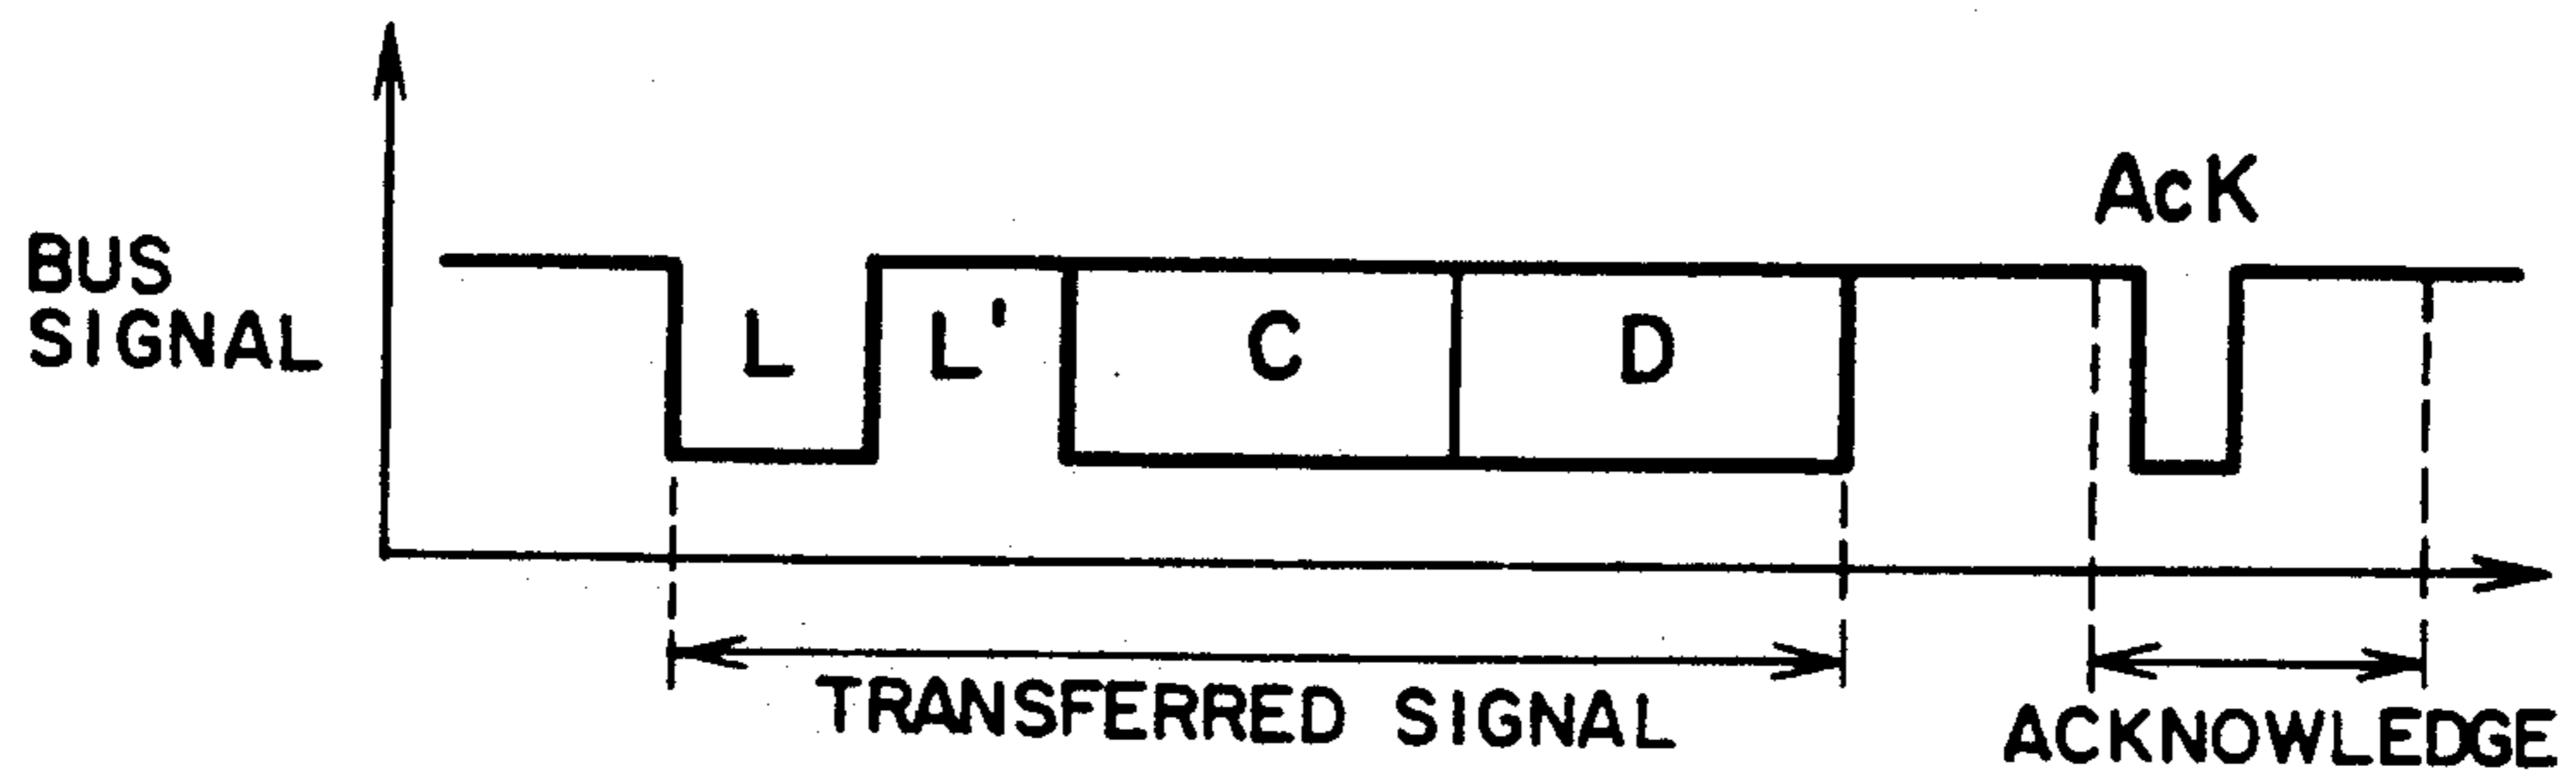 AcK
BUS
SIGNAL
L
L'
C
D
TRANSFERRED SIGNAL
ACKNOWLEDGE